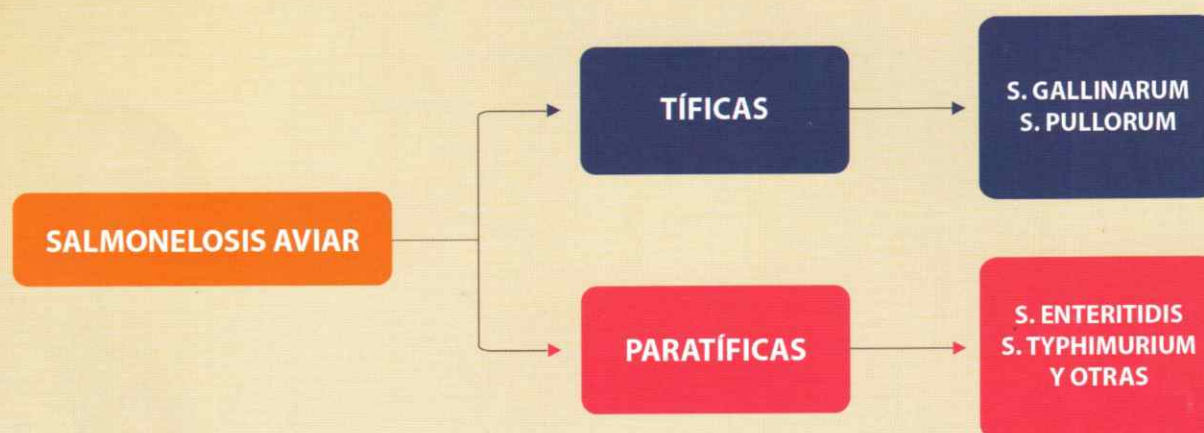 SALMONELOSIS AVIAR
TÍFICAS
S. GALLINARUM
S. PULLORUM
PARATÍFICAS
S. ENTERITIDIS
S. TYPHIMURIUM
Y OTRAS